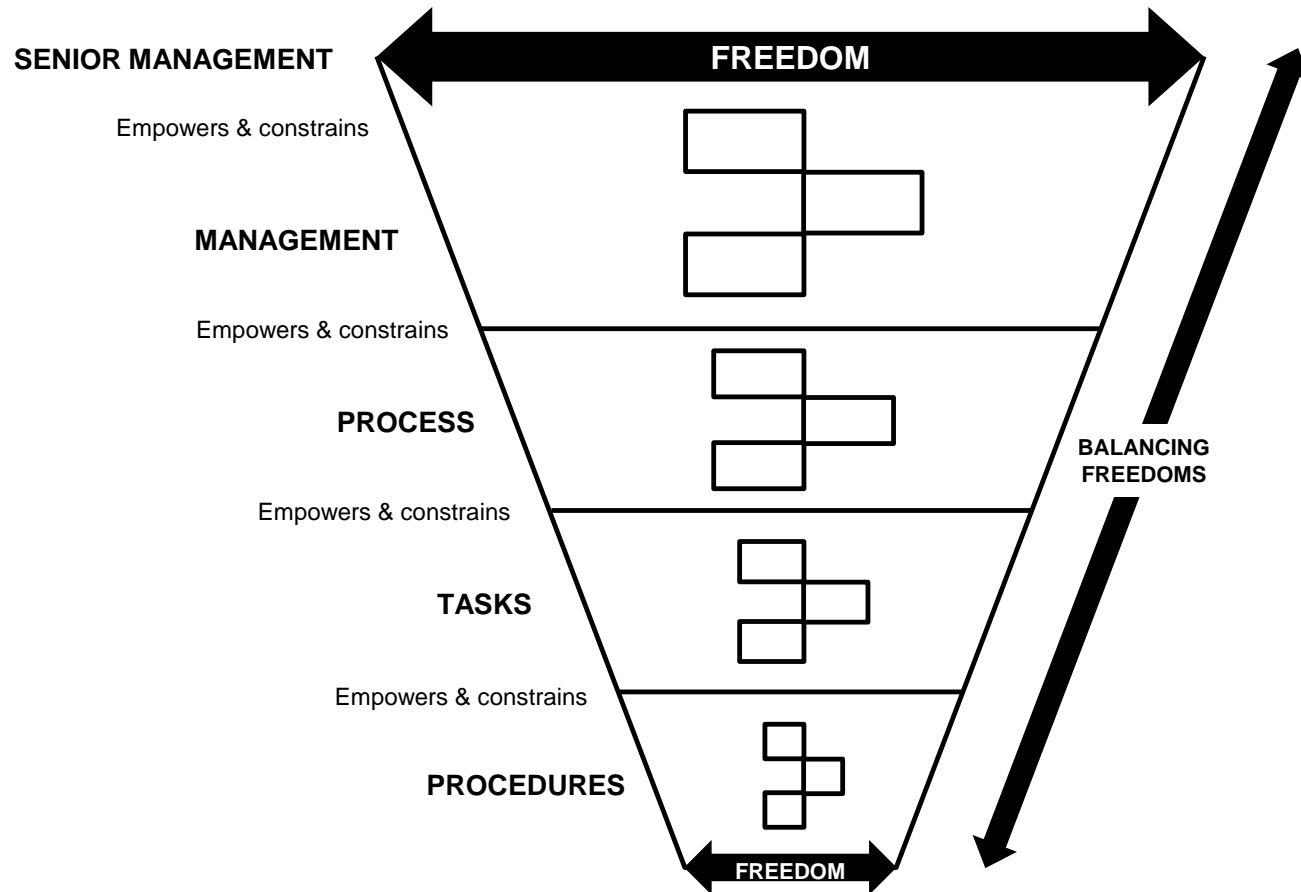 FREEDOM
SENIOR MANAGEMENT
Empowers & constrains
MANAGEMENT
Empowers & constrains
PROCESS
BALANCING
FREEDOMS
Empowers & constrains
TASKS
Empowers & constrains
PROCEDURES
FREEDOM